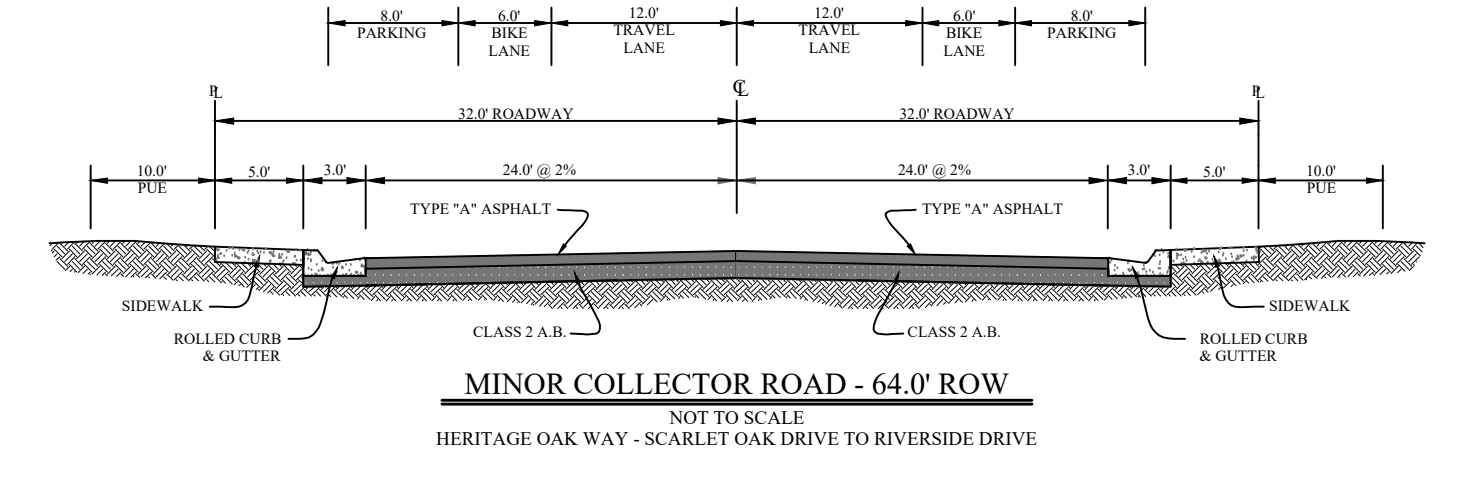 8.0'
PARKING
6.0'
BIKE
LANE
12.0'
TRAVEL
LANE
12.0'
TRAVEL
LANE
6.0'
BIKE
LANE
8.0'
PARKING
PL
CL
PL
32.0' ROADWAY
32.0' ROADWAY
10.0'
PUE
5.0'
3.0'
24.0' @ 2%
24.0' @ 2%
3.0'
5.0'
10.0'
PUE
TYPE "A" ASPHALT
TYPE "A" ASPHALT
SIDEWALK
ROLLED CURB
& GUTTER
CLASS 2 A.B.
CLASS 2 A.B.
SIDEWALK
ROLLED CURB
& GUTTER
MINOR COLLECTOR ROAD - 64.0' ROW
NOT TO SCALE
HERITAGE OAK WAY - SCARLET OAK DRIVE TO RIVERSIDE DRIVE